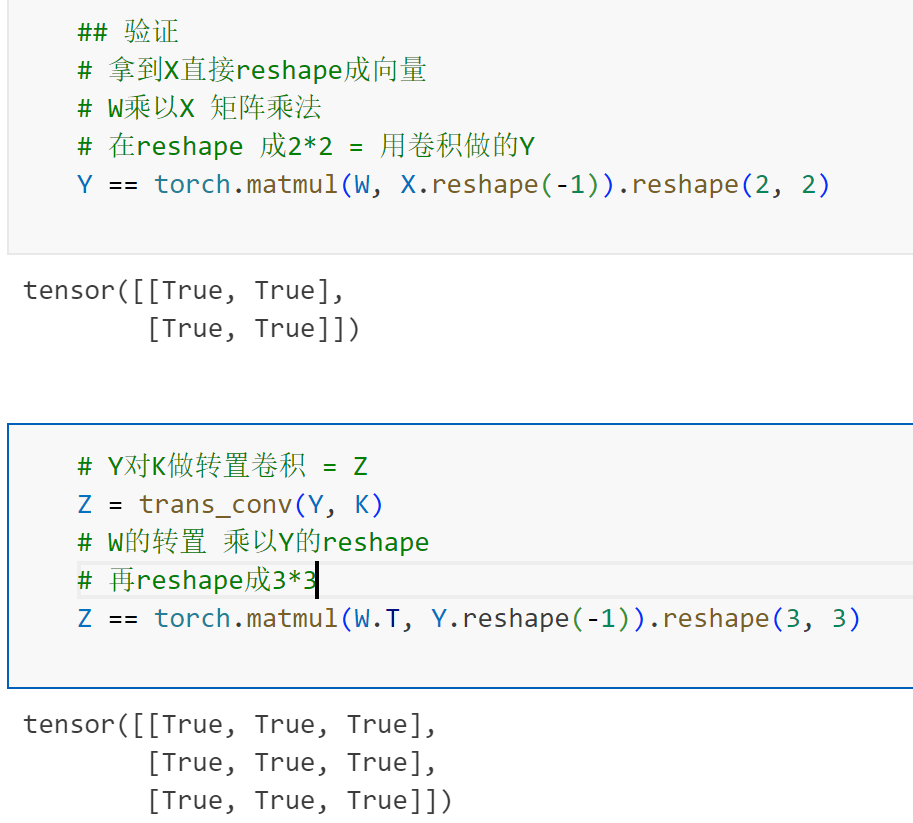 ## 验证
# 拿到X直接reshape成向量
# W乘以X 矩阵乘法
# 在reshape 成2*2 = 用卷积做的Y
Y == torch.matmul(W, X.reshape(-1)).reshape(2, 2)
tensor([[True, True],
        [True, True]])
# Y对K做转置卷积 = Z
Z = trans_conv(Y, K)
# W的转置 乘以Y的reshape
# 再reshape成3*3
Z == torch.matmul(W.T, Y.reshape(-1)).reshape(3, 3)
tensor([[True, True, True],
        [True, True, True],
        [True, True, True]])